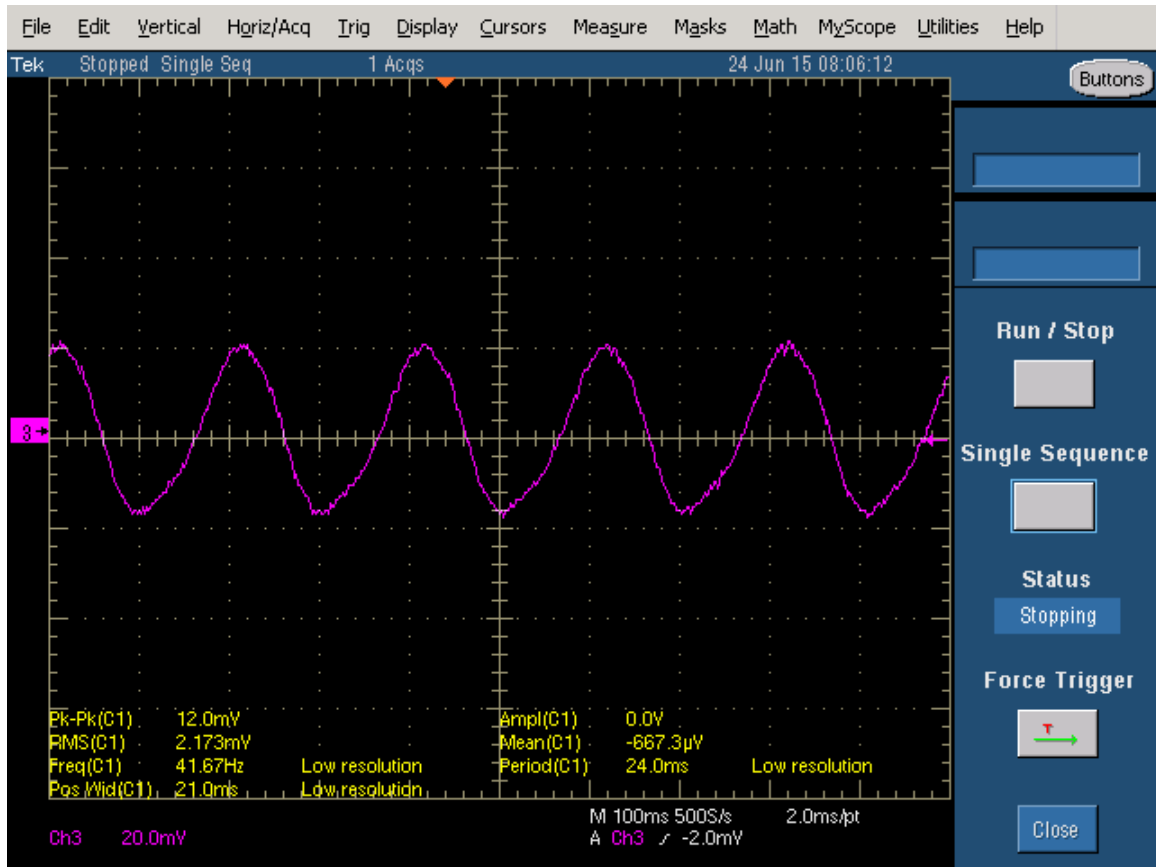 File Edit Vertical Horiz/Acq Trig Display Cursors Measure Masks Math MyScope Utilities Help
Tek Stopped Single Seq 1 Acqs 24 Jun 15 08:06:12
Buttons
Run / Stop
3
Single Sequence
Status
Stopping
Force Trigger
Pk-Pk(C1) 12.0mV Ampl(C1) 0.0V
RMS(C1) 2.173mV Mean(C1) -667.3µV
Freq(C1) 41.67Hz Low resolution Period(C1) 24.0ms Low resolution
Pos Wid(C1) 21.0ms Low resolution
T
M 100ms 500S/s 2.0ms/pt
Ch3 20.0mV A Ch3 / -2.0mV
Close